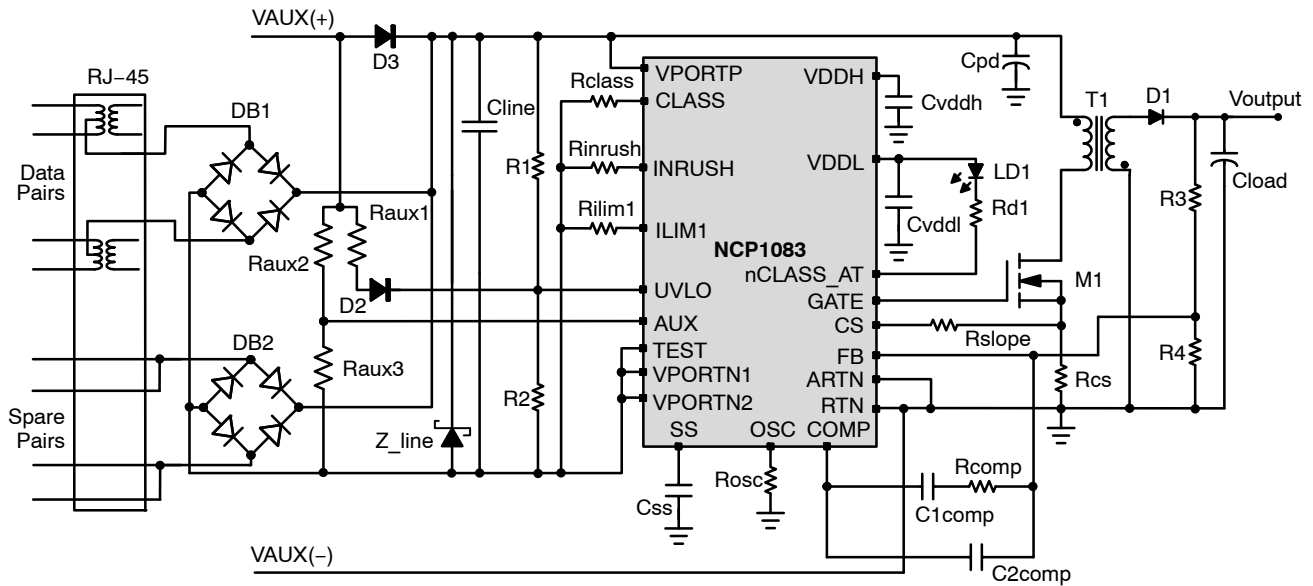 VAUX(+)
D3
RJ–45
DB1
Data
Pairs
Raux1
Raux2
D2
Raux3
DB2
Spare
Pairs
Z_line
Cline
R1
R2
Rclass
Rinrush
Rilim1
VPORTP
CLASS
INRUSH
ILIM1
NCP1083
UVLO
AUX
TEST
VPORTN1
VPORTN2
SS
OSC
COMP
VDDH
VDDL
nCLASS_AT
GATE
CS
FB
ARTN
RTN
Cvddh
Cvddl
LD1
Rd1
Cpd
T1
D1
Voutput
Cload
R3
R4
M1
Rslope
Rcs
Css
Rosc
Rcomp
C1comp
C2comp
VAUX(–)